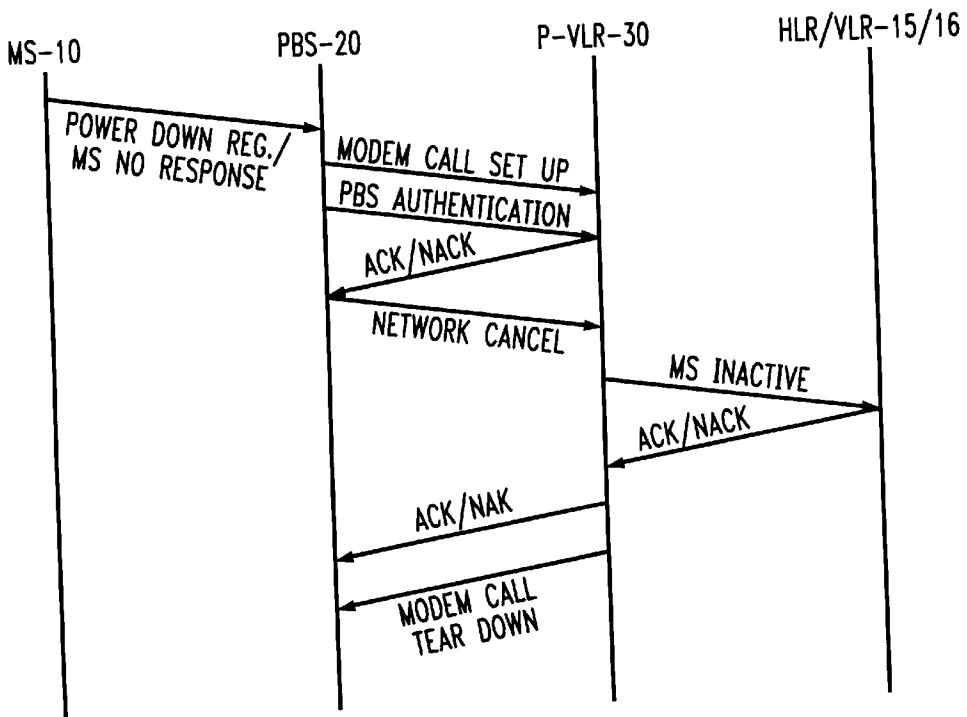 MS-10
PBS-20
P-VLR-30
HLR/VLR-15/16
POWER DOWN REG./
MS NO RESPONSE
MODEM CALL SET UP
PBS AUTHENTICATION
ACK/NACK
NETWORK CANCEL
MS INACTIVE
ACK/NACK
ACK/NAK
MODEM CALL
TEAR DOWN